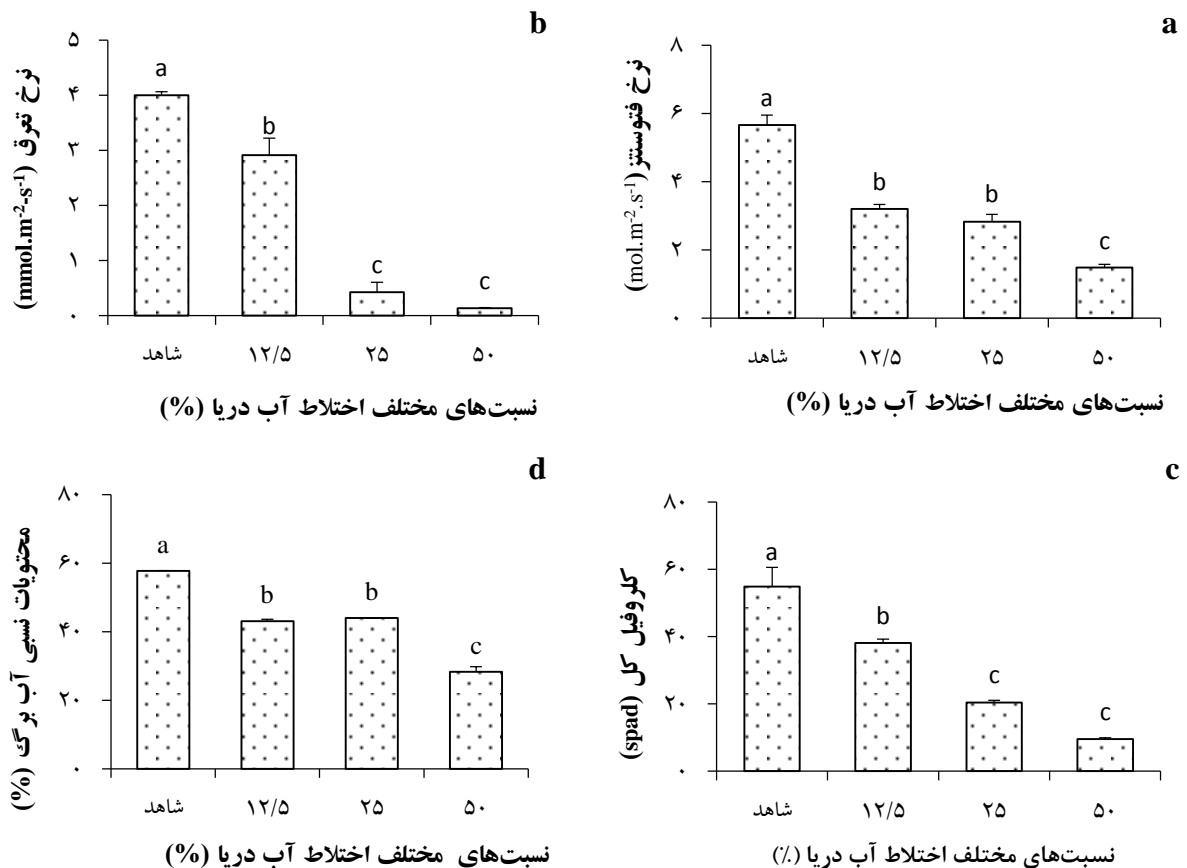 a
نرخ فتوسنتز (mol.m-2.s-1)
۸
۶
۴
۲
۰
a
b
b
c
شاهد ۱۲/۵ ۲۵ ۵۰
نسبت‌های مختلف اختلاط آب دریا (%)
b
نرخ تعرق (mmol.m-2-s-1)
۵
۴
۳
۲
۱
۰
a
b
c
c
شاهد ۱۲/۵ ۲۵ ۵۰
نسبت‌های مختلف اختلاط آب دریا (%)
c
کلروفیل کل (spad)
۸۰
۶۰
۴۰
۲۰
۰
a
b
c
c
شاهد ۱۲/۵ ۲۵ ۵۰
نسبت‌های مختلف اختلاط آب دریا (٪)
d
محتویات نسبی آب برگ (%)
۸۰
۶۰
۴۰
۲۰
۰
a
b
b
c
شاهد ۱۲/۵ ۲۵ ۵۰
نسبت‌های مختلف اختلاط آب دریا (%)